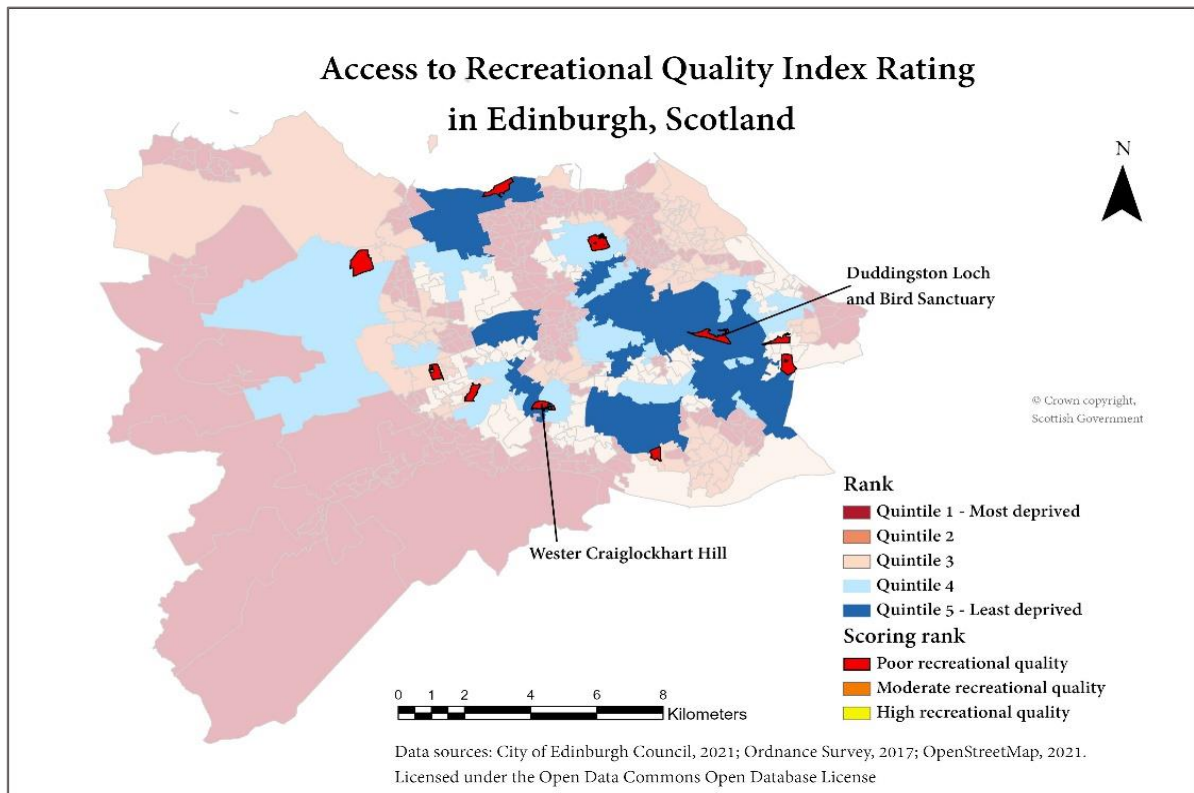 Access to Recreational Quality Index Rating
in Edinburgh, Scotland
N
Duddingston Loch
and Bird Sanctuary
© Crown copyright,
Scottish Government
Wester Craiglockhart Hill
Rank
Quintile 1 - Most deprived
Quintile 2
Quintile 3
Quintile 4
Quintile 5 - Least deprived
Scoring rank
Poor recreational quality
Moderate recreational quality
High recreational quality
0 1 2 4 6 8
Kilometers
Data sources: City of Edinburgh Council, 2021; Ordnance Survey, 2017; OpenStreetMap, 2021.
Licensed under the Open Data Commons Open Database License